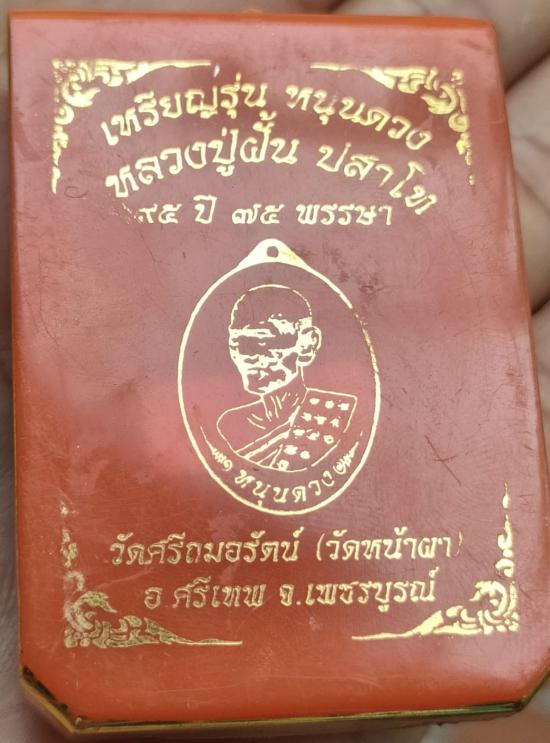 เหรียญรุ่น หนุนดวง
หลวงปู่ฝั้น ปสาโท
๙๕ ปี ๗๕ พรรษา
หนุนดวง
วัดศรีถมอรัตน์ (วัดหน้าผา)
อ ศรีเทพ จ.เพชรบูรณ์